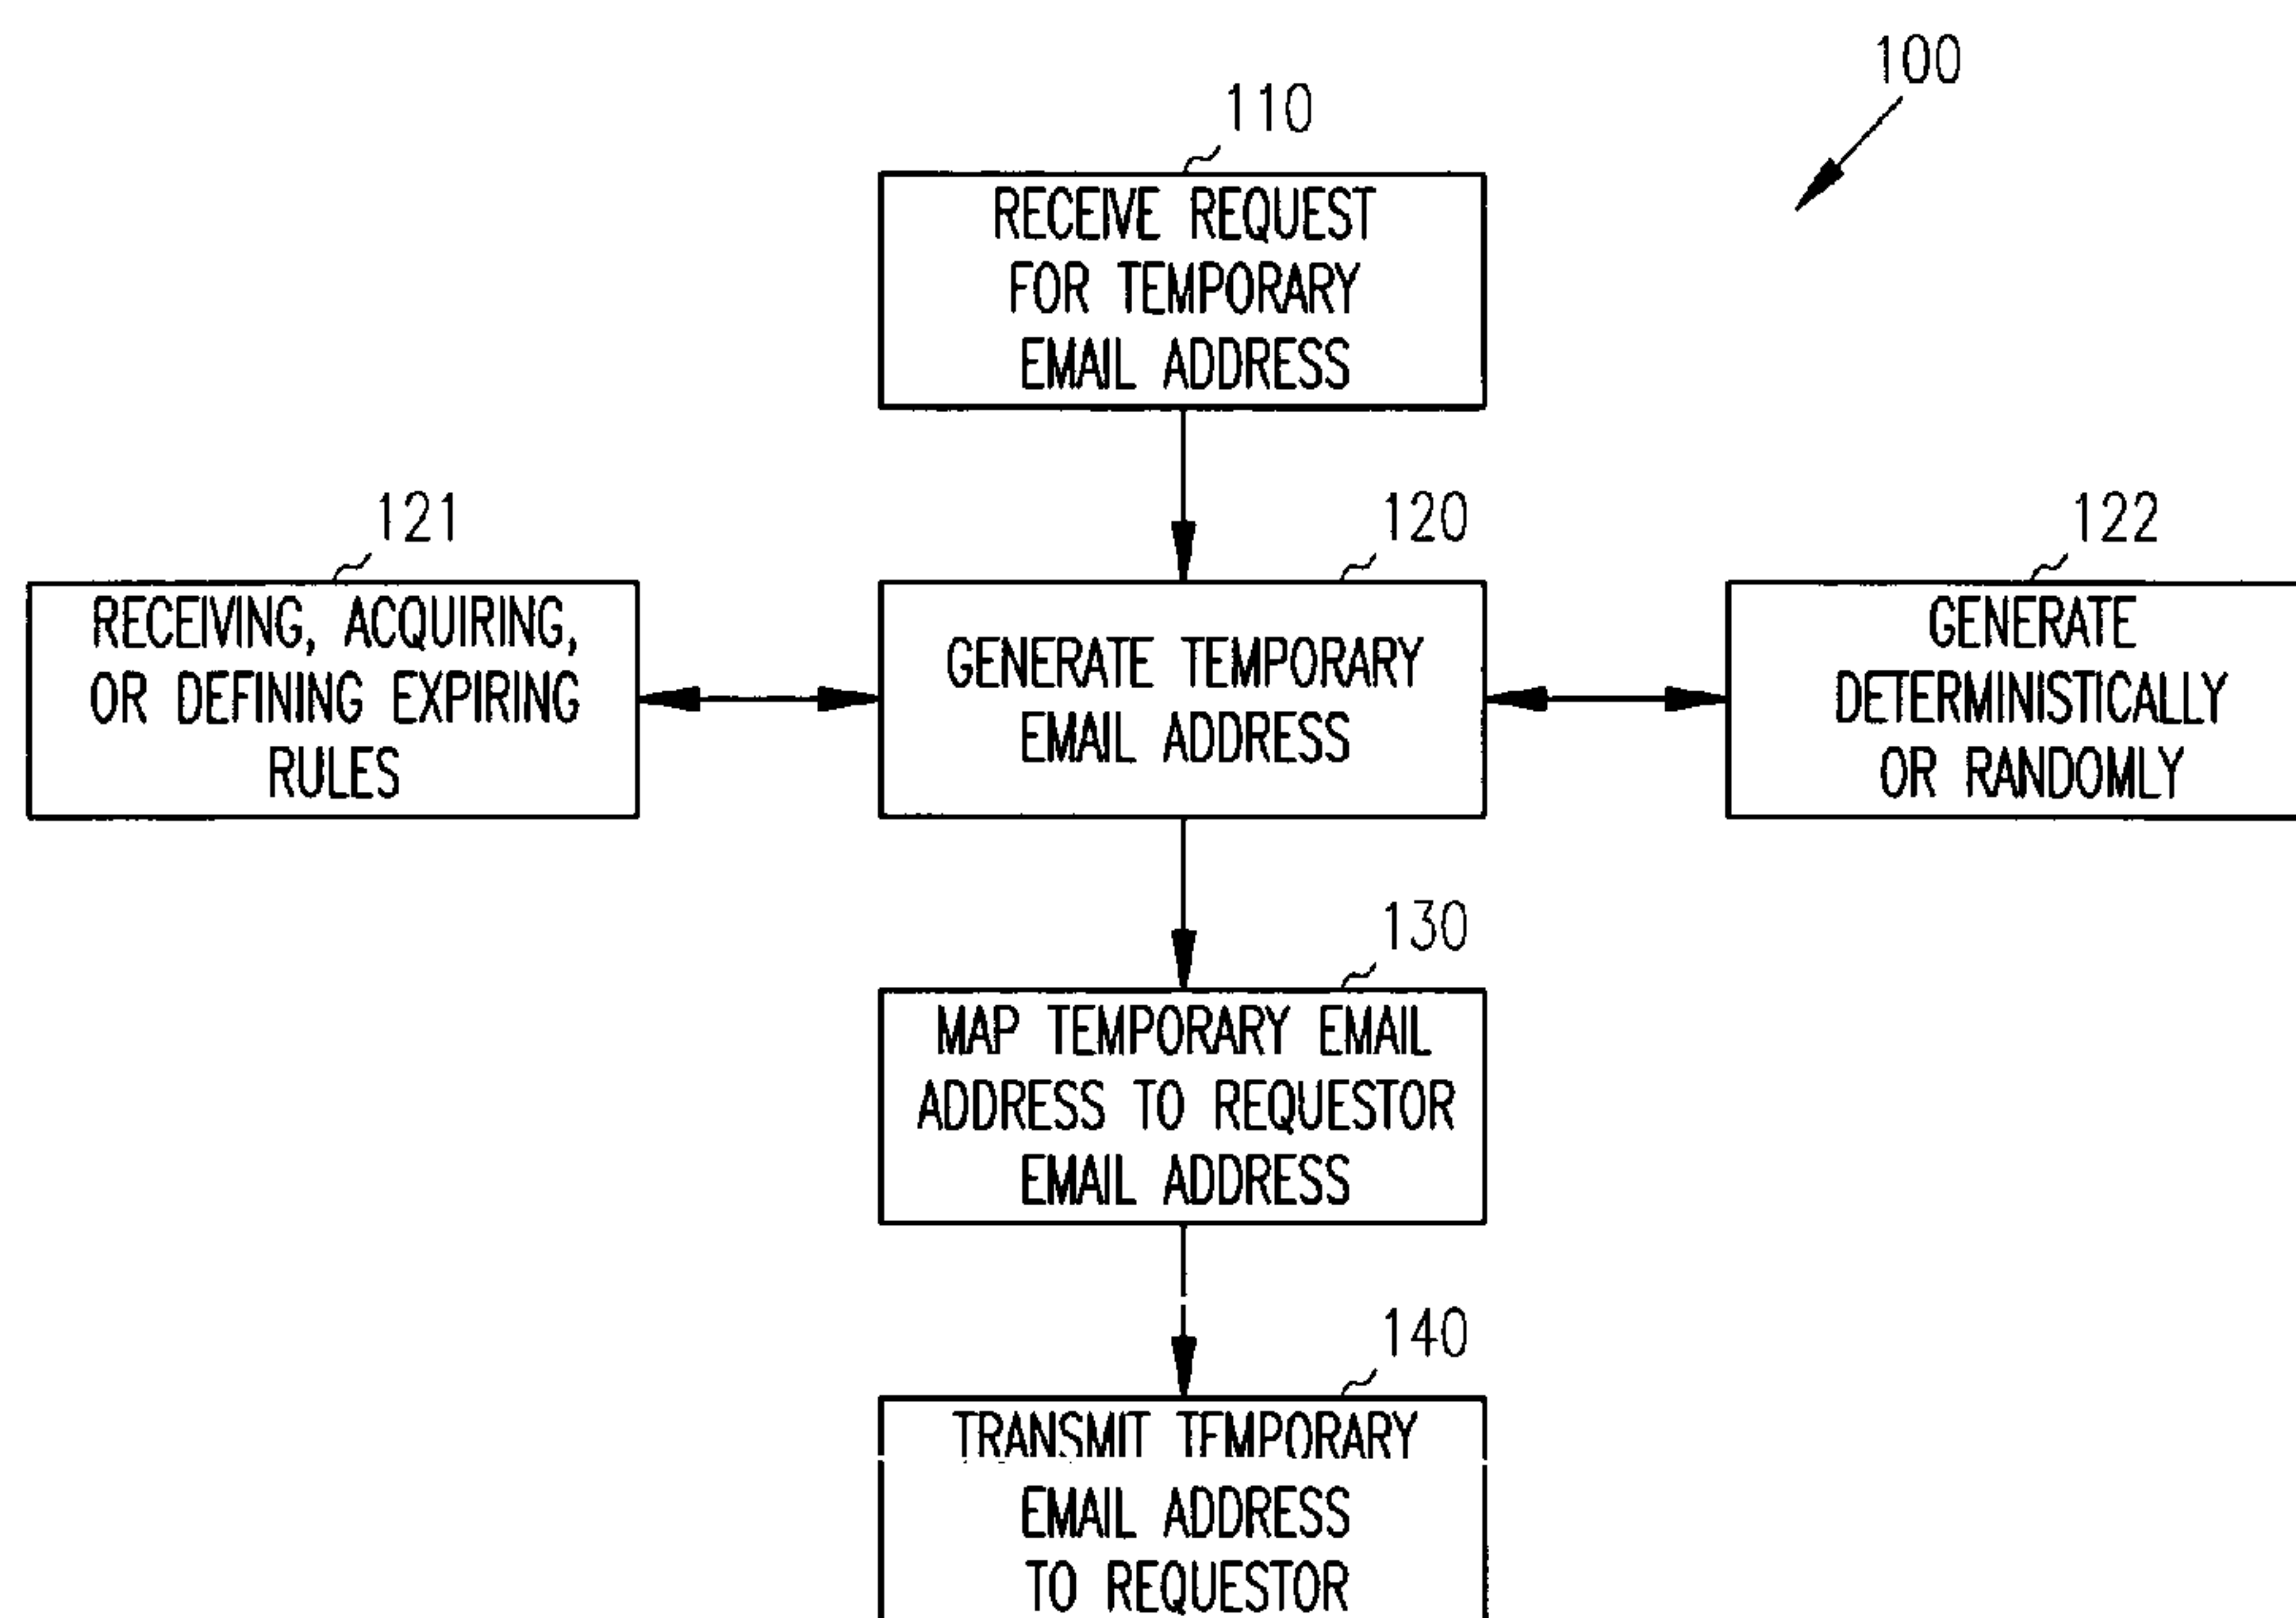 100
110
RECEIVE REQUEST
FOR TEMPORARY
EMAIL ADDRESS
121
RECEIVING, ACQUIRING,
OR DEFINING EXPIRING
RULES
120
GENERATE TEMPORARY
EMAIL ADDRESS
122
GENERATE
DETERMINISTICALLY
OR RANDOMLY
130
MAP TEMPORARY EMAIL
ADDRESS TO REQUESTOR
EMAIL ADDRESS
140
TRANSMIT TEMPORARY
EMAIL ADDRESS
TO REQUESTOR